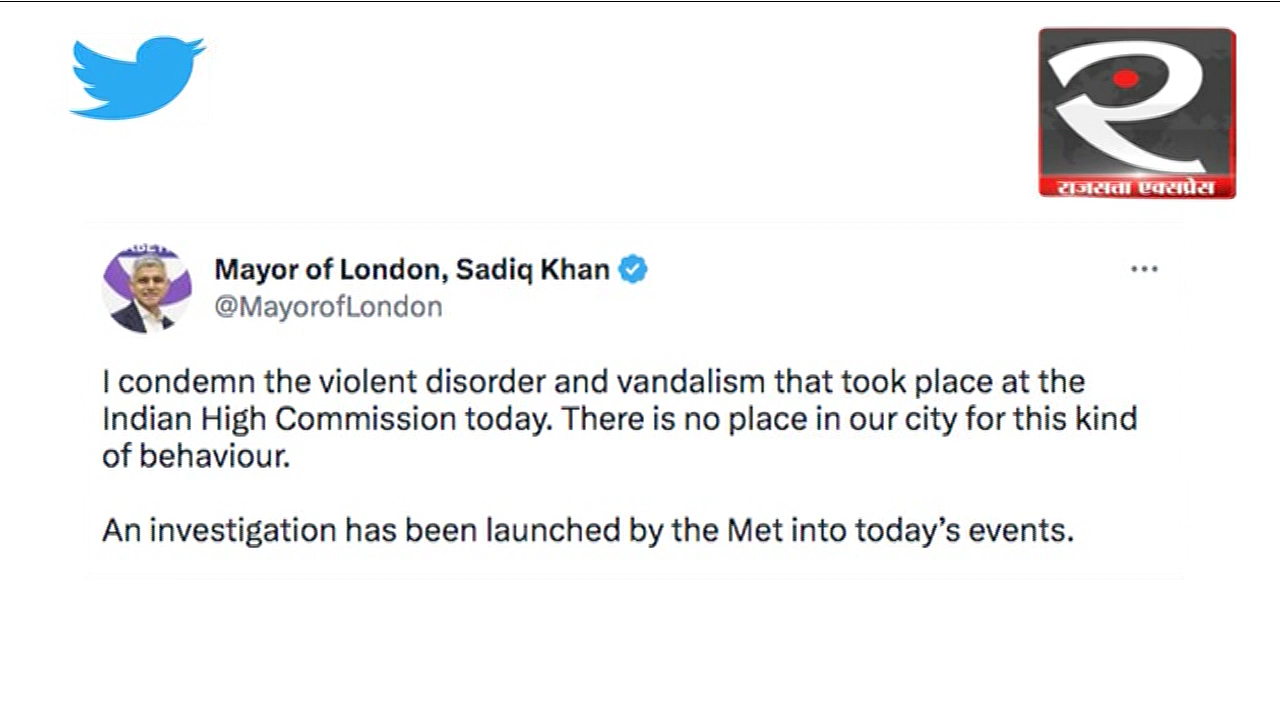 राजसत्ता एक्सप्रेस
Mayor of London, Sadiq Khan
@MayorofLondon
I condemn the violent disorder and vandalism that took place at the
Indian High Commission today. There is no place in our city for this kind
of behaviour.
An investigation has been launched by the Met into today’s events.